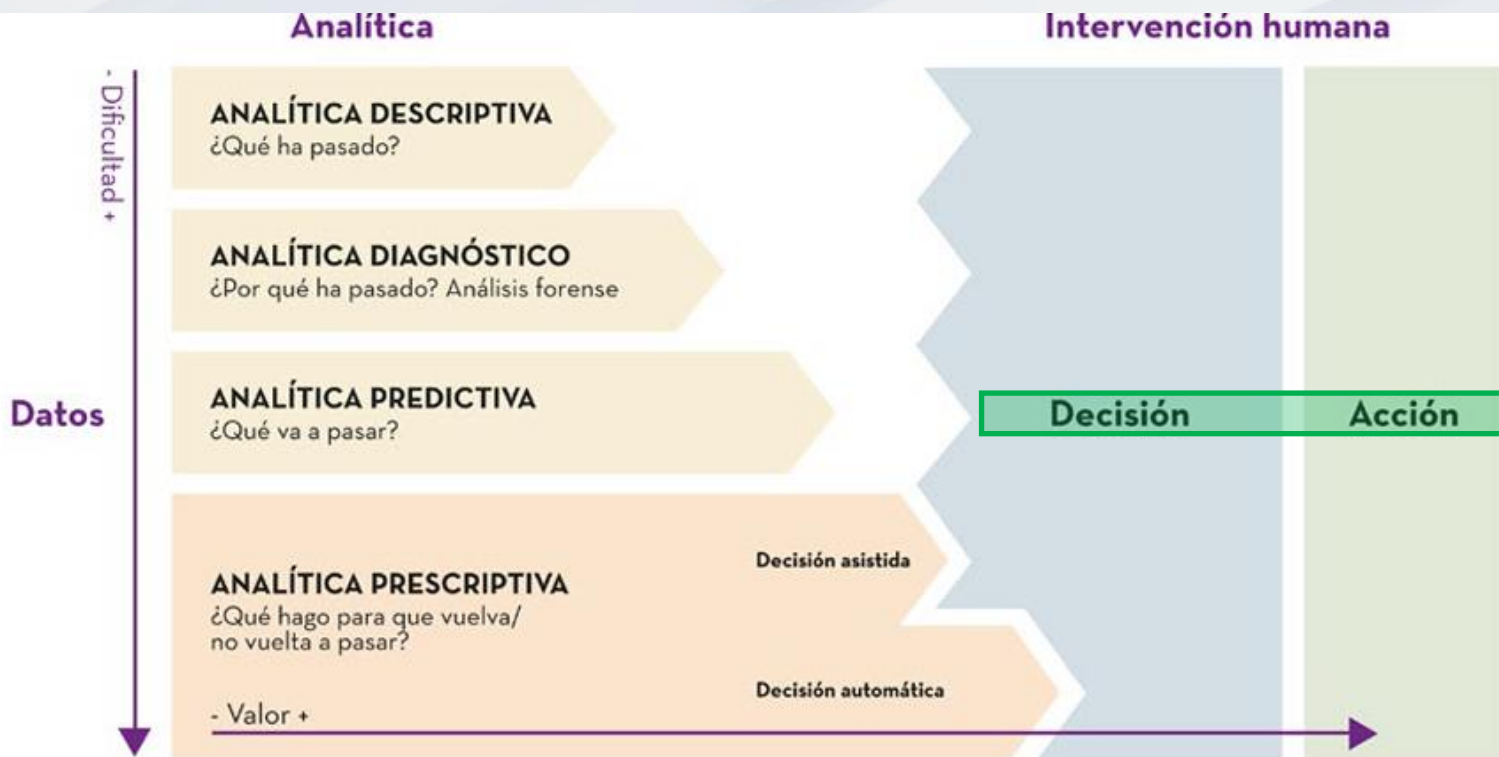 Analítica
Intervención humana
- Dificultad +
ANALÍTICA DESCRIPTIVA
¿Qué ha pasado?
ANALÍTICA DIAGNÓSTICO
¿Por qué ha pasado? Análisis forense
Datos
ANALÍTICA PREDICTIVA
¿Qué va a pasar?
Decisión
Acción
ANALÍTICA PRESCRIPTIVA
¿Qué hago para que vuelva/
no vuelta a pasar?
Decisión asistida
Decisión automática
- Valor +